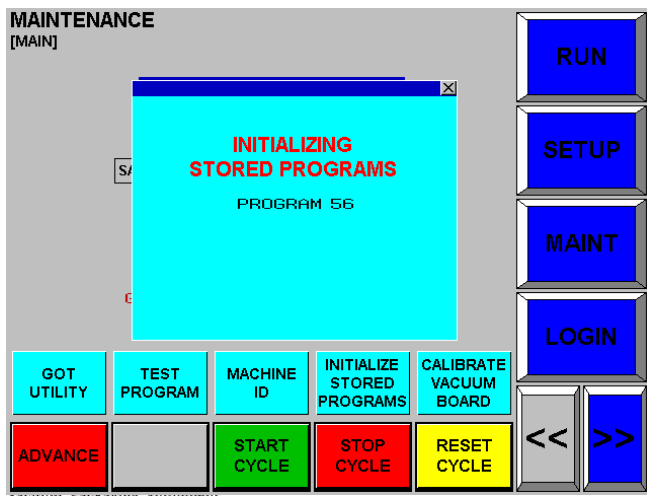 MAINTENANCE
[MAIN]
RUN
INITIALIZING
STORED PROGRAMS
PROGRAM 56
SETUP
MAINT
LOGIN
GOT
UTILITY
TEST
PROGRAM
MACHINE
ID
INITIALIZE
STORED
PROGRAMS
CALIBRATE
VACUUM
BOARD
ADVANCE
START
CYCLE
STOP
CYCLE
RESET
CYCLE
<<
>>